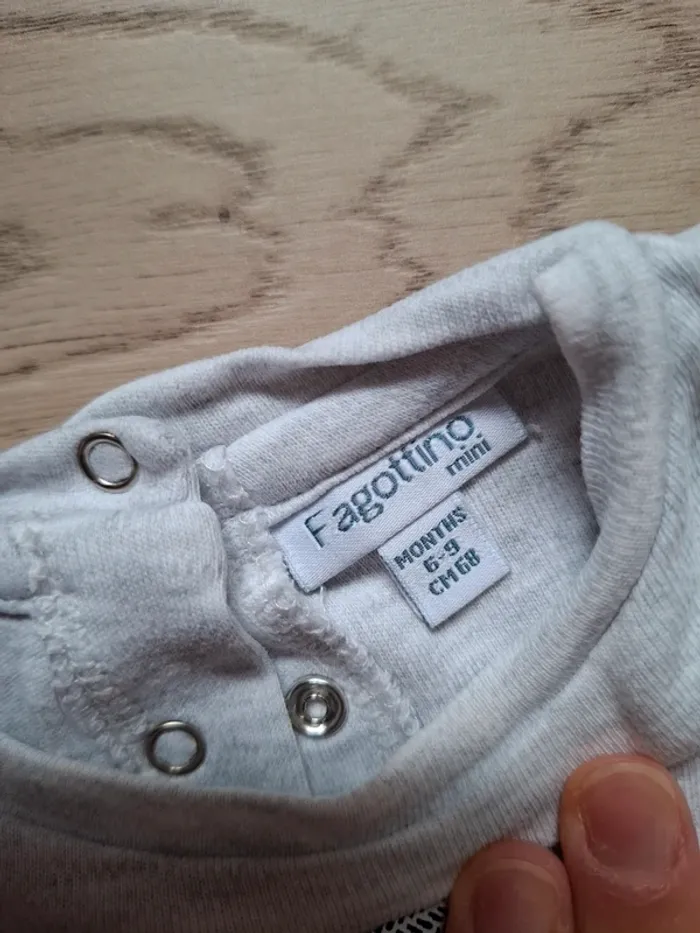 Fagottino
mini
MONTHS
6-9
CM 68